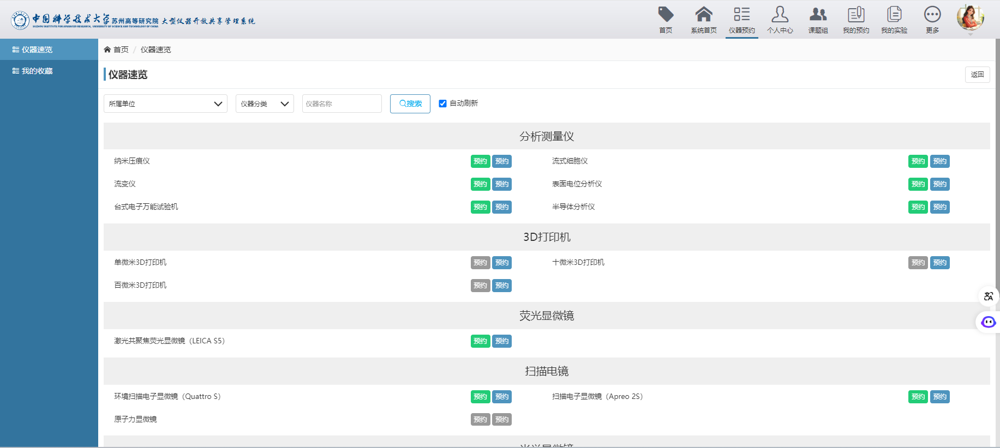 中国科学技术大学 苏州高等研究院 大型仪器开放共享管理系统
SUZHOU INSTITUTE FOR ADVANCED RESEARCH, UNIVERSITY OF SCIENCE AND TECHNOLOGY OF CHINA
首页 系统首页 仪器预约 个人中心 课题组 我的预约 我的实验 更多
仪器速览
我的收藏
首页 / 仪器速览
仪器速览
返回
所属单位 仪器分类 仪器名称 搜索 自动刷新
分析测量仪
纳米压痕仪 预约 预约 流式细胞仪 预约 预约
流变仪 预约 预约 表面电位分析仪 预约 预约
台式电子万能试验机 预约 预约 半导体分析仪 预约 预约
3D打印机
单微米3D打印机 预约 预约 十微米3D打印机 预约 预约
百微米3D打印机 预约 预约
荧光显微镜
激光共聚焦荧光显微镜（LEICA S5） 预约 预约
扫描电镜
环境扫描电子显微镜（Quattro S） 预约 预约 扫描电子显微镜（Apreo 2S） 预约 预约
原子力显微镜 预约 预约